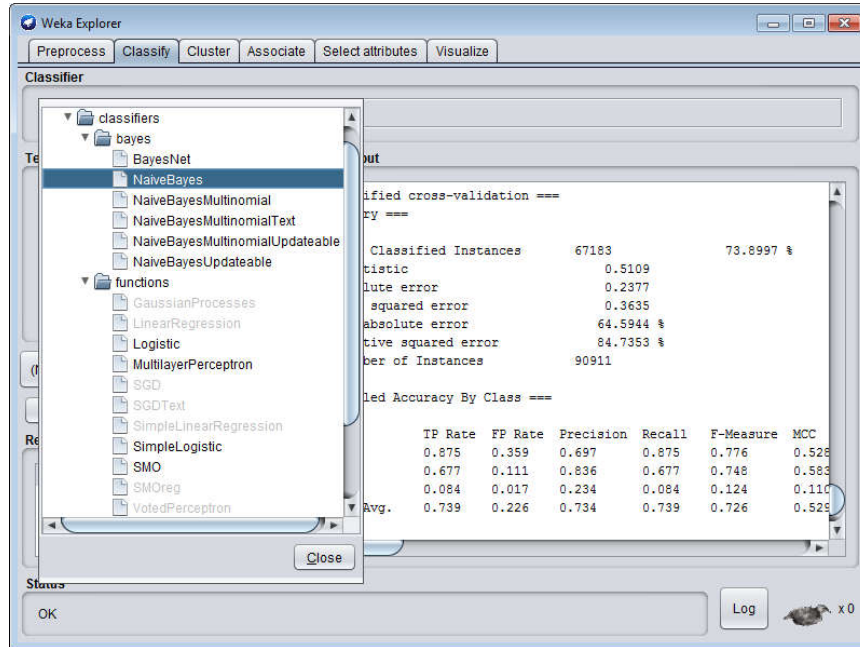 Weka Explorer
Preprocess Classify Cluster Associate Select attributes Visualize
Classifier
classifiers
bayes
BayesNet
NaiveBayes
NaiveBayesMultinomial
NaiveBayesMultinomialText
NaiveBayesMultinomialUpdateable
NaiveBayesUpdateable
functions
GaussianProcesses
LinearRegression
Logistic
MultilayerPerceptron
SGD
SGDText
SimpleLinearRegression
SimpleLogistic
SMO
SMOreg
VotedPerceptron
Close
Te
(N
Re
put
ified cross-validation ===
ry ===
Classified Instances 67183 73.8997 %
tistic 0.5109
lute error 0.2377
squared error 0.3635
absolute error 64.5944 %
tive squared error 84.7353 %
ber of Instances 90911
led Accuracy By Class ===
TP Rate FP Rate Precision Recall F-Measure MCC
0.875 0.359 0.697 0.875 0.776 0.528
0.677 0.111 0.836 0.677 0.748 0.583
0.084 0.017 0.234 0.084 0.124 0.110
Avg. 0.739 0.226 0.734 0.739 0.726 0.529
Status
OK
Log
x 0